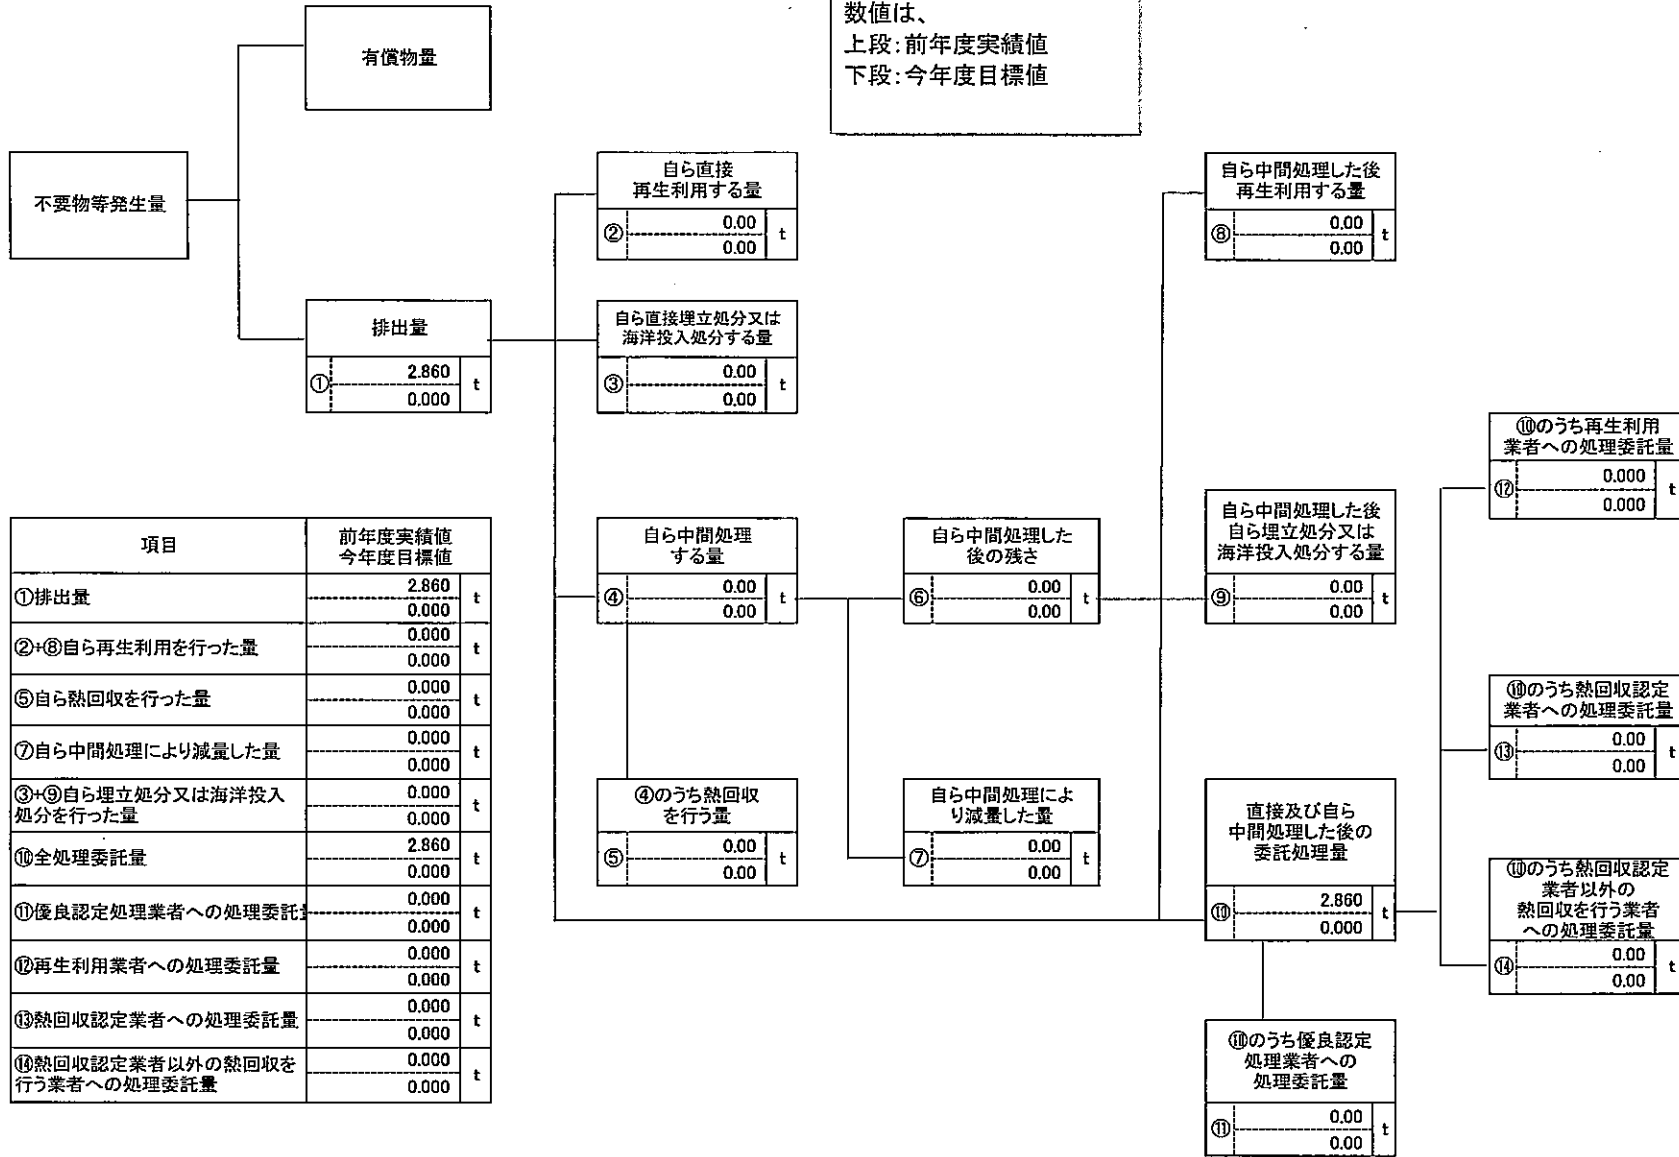 数値は、
上段：前年度実績値
下段：今年度目標値
有償物量
不要物等発生量
排出量
① 2.860 t
0.000
自ら直接
再生利用する量
② 0.00 t
0.00
自ら直接埋立処分又は
海洋投入処分する量
③ 0.00 t
0.00
自ら中間処理した後
再生利用する量
⑧ 0.00 t
0.00
自ら中間処理
する量
④ 0.00 t
0.00
自ら中間処理した
後の残さ
⑥ 0.00 t
0.00
自ら中間処理した後
自ら埋立処分又は
海洋投入処分する量
⑨ 0.00 t
0.00
⑩のうち再生利用
業者への処理委託量
⑫ 0.000 t
0.000
⑩のうち熱回収認定
業者への処理委託量
⑬ 0.00 t
0.00
④のうち熱回収
を行う量
⑤ 0.00 t
0.00
自ら中間処理によ
り減量した量
⑦ 0.00 t
0.00
直接及び自ら
中間処理した後の
委託処理量
⑩ 2.860 t
0.000
⑩のうち熱回収認定
業者以外の
熱回収を行う業者
への処理委託量
⑭ 0.00 t
0.00
⑩のうち優良認定
処理業者への
処理委託量
⑪ 0.00 t
0.00
項目 前年度実績値
今年度目標値
①排出量 2.860 t
0.000
②+⑧自ら再生利用を行った量 0.000 t
0.000
⑤自ら熱回収を行った量 0.000 t
0.000
⑦自ら中間処理により減量した量 0.000 t
0.000
③+⑨自ら埋立処分又は海洋投入
処分を行った量 0.000 t
0.000
⑩全処理委託量 2.860 t
0.000
⑪優良認定処理業者への処理委託 0.000 t
0.000
⑫再生利用業者への処理委託量 0.000 t
0.000
⑬熱回収認定業者への処理委託量 0.000 t
0.000
⑭熱回収認定業者以外の熱回収を
行う業者への処理委託量 0.000 t
0.000